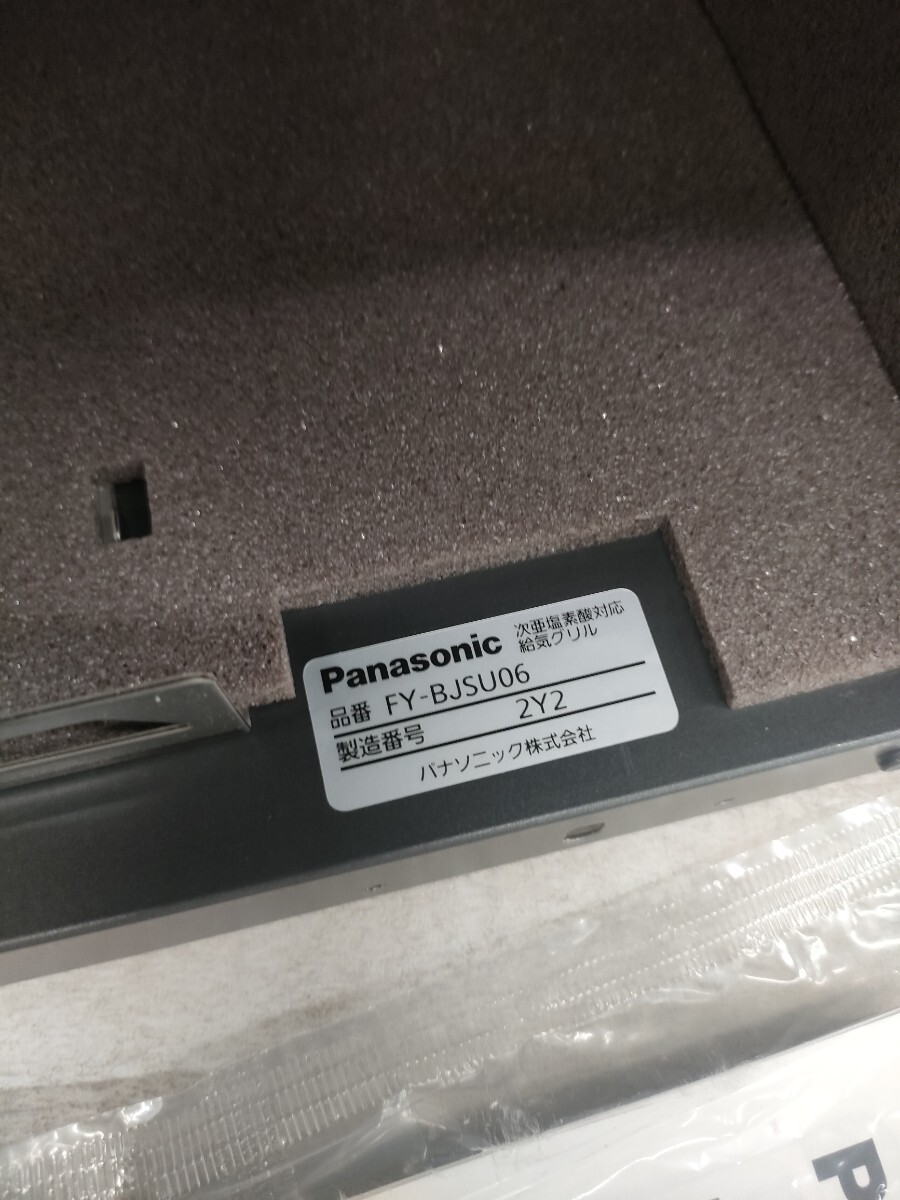 Panasonic 次亜塩素酸対応
給気グリル
品番 FY-BJSU06
製造番号 2Y2
パナソニック株式会社
P